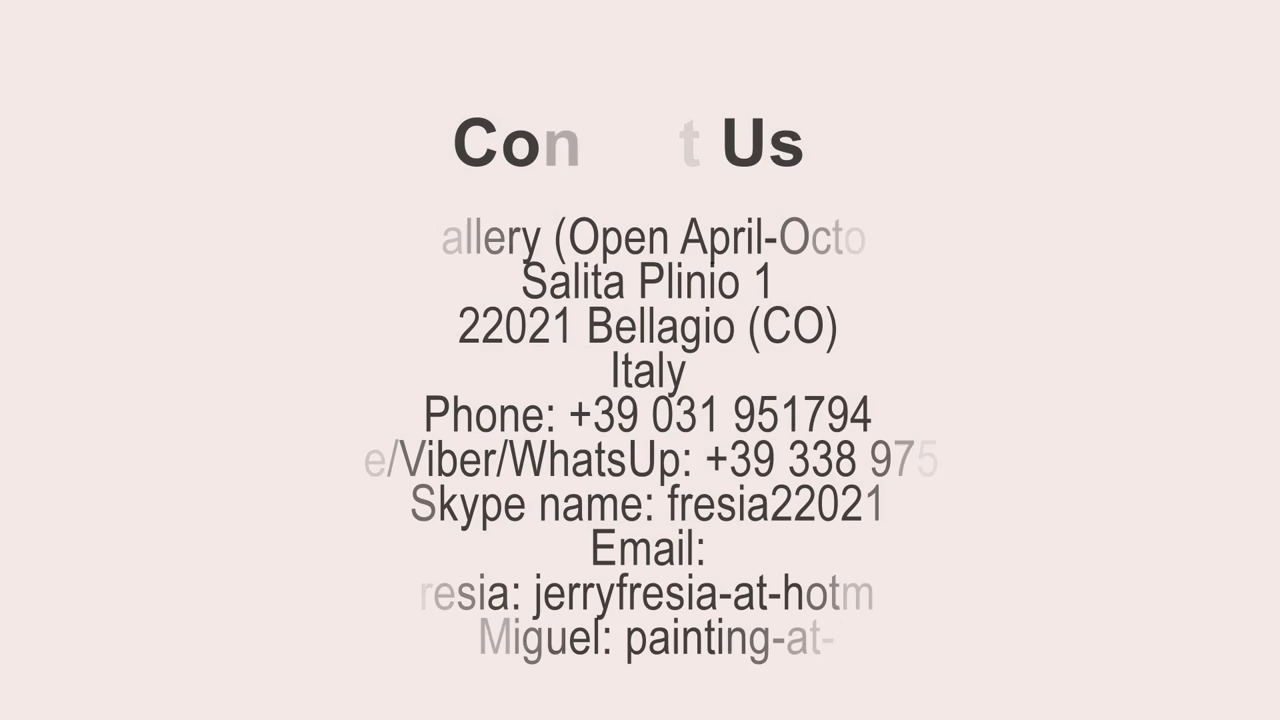 Con t Us
allery (Open April-Octo
Salita Plinio 1
22021 Bellagio (CO)
Italy
Phone: +39 031 951794
e/Viber/WhatsUp: +39 338 975
Skype name: fresia22021
Email:
resia: jerryfresia-at-hotm
Miguel: painting-at-